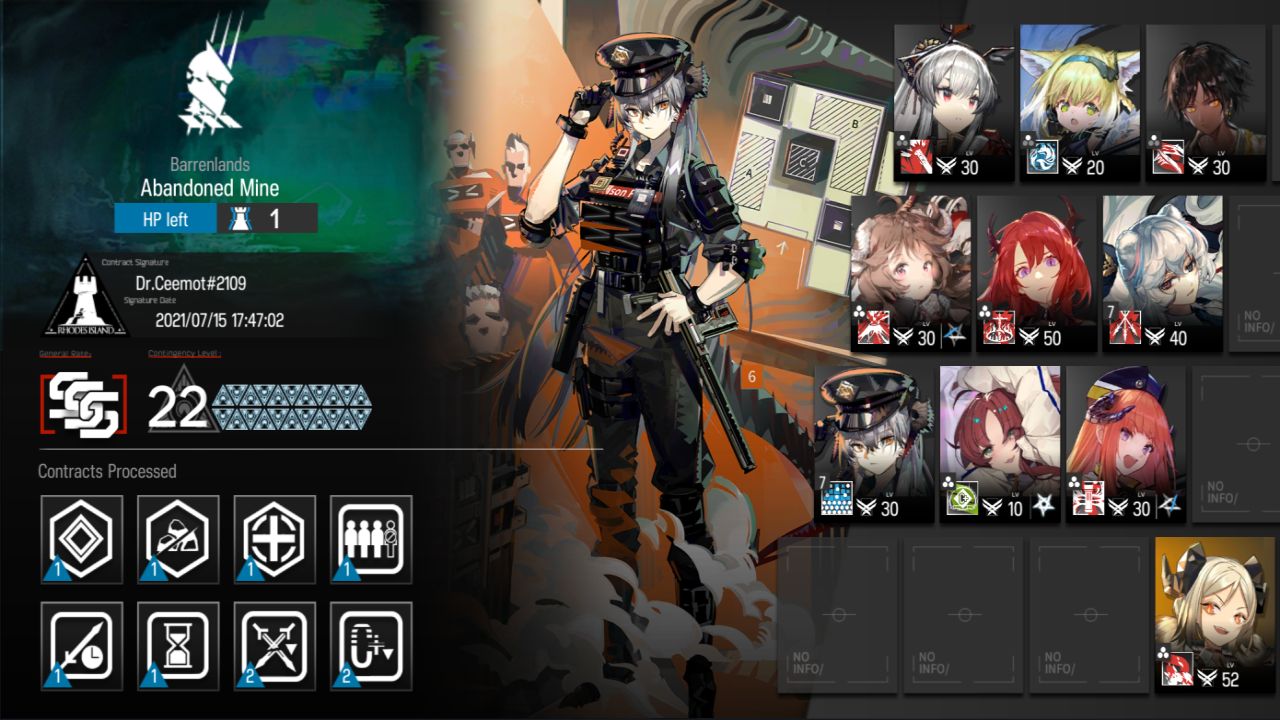 Barrenlands
Abandoned Mine
HP left 1
Contract Signature
Dr.Ceemot#2109
Signature Date
2021/07/15 17:47:02
RHODES ISLAND
General Rate:
Contingency Level:
22
Contracts Processed
1 1 1 1
1 1 2 2
A
B
C
6
LV 30
LV 20
LV 30
LV 30
LV 50
7 LV 40
NO INFO/
7 LV 30
LV 10
LV 30
NO
INFO/
NO
INFO/
NO
INFO/
NO
INFO/
LV 52